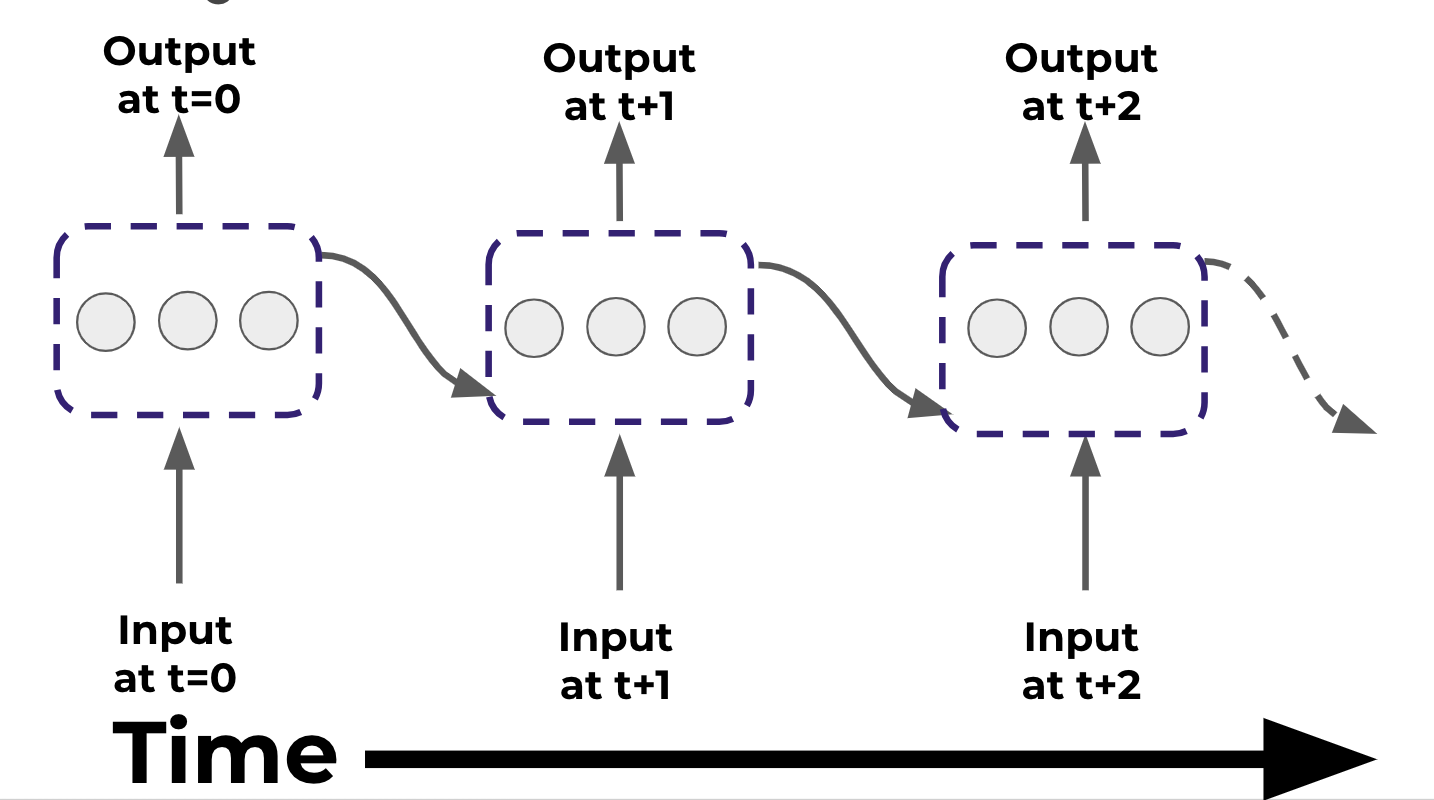 Output
at t=0
Output
at t+1
Output
at t+2
Input
at t=0
Input
at t+1
Input
at t+2
Time